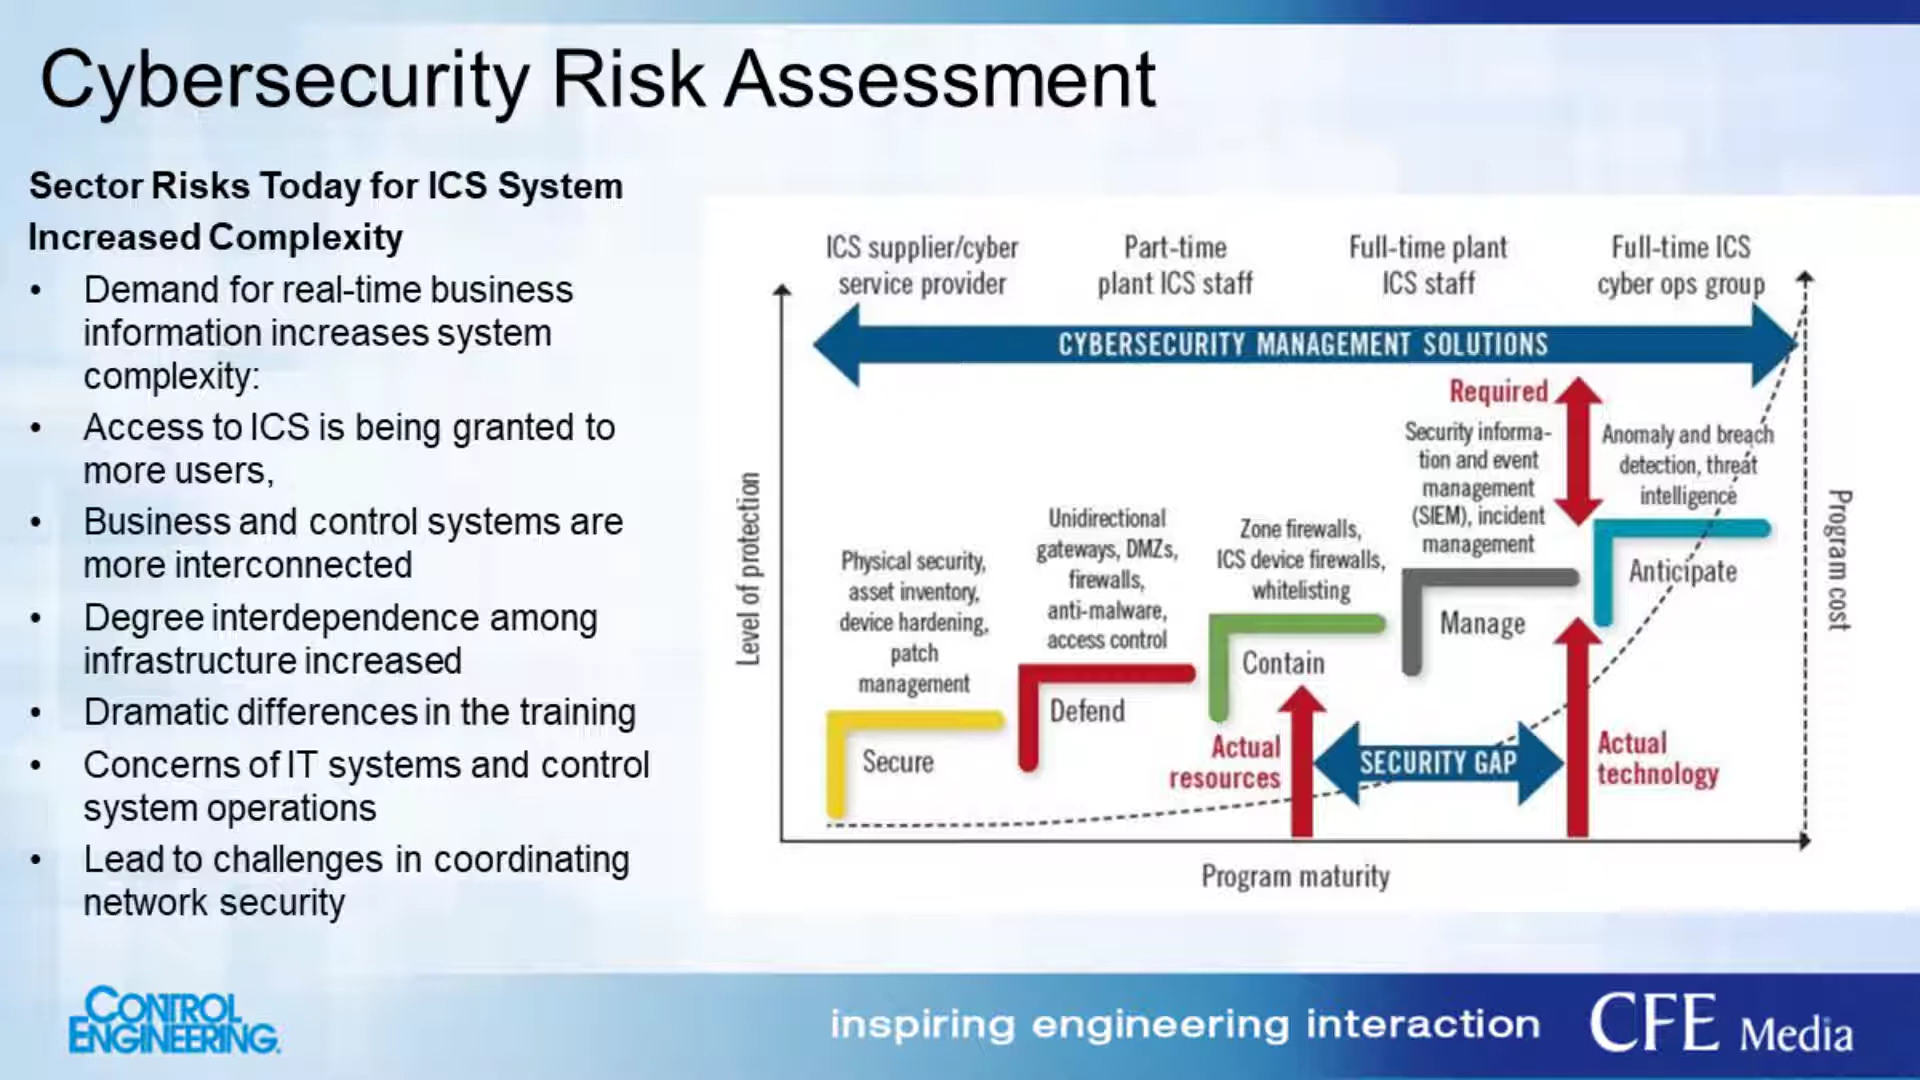 Cybersecurity Risk Assessment
Sector Risks Today for ICS System
Increased Complexity
• Demand for real-time business
information increases system
complexity:
• Access to ICS is being granted to
more users,
• Business and control systems are
more interconnected
• Degree interdependence among
infrastructure increased
• Dramatic differences in the training
• Concerns of IT systems and control
system operations
• Lead to challenges in coordinating
network security
ICS supplier/cyber
service provider
Part-time
plant ICS staff
Full-time plant
ICS staff
Full-time ICS
cyber ops group
CYBERSECURITY MANAGEMENT SOLUTIONS
Required
Level of protection
Physical security,
asset inventory,
device hardening,
patch
management
Secure
Unidirectional
gateways, DMZs,
firewalls,
anti-malware,
access control
Defend
Zone firewalls,
ICS device firewalls,
whitelisting
Contain
Security informa-
tion and event
management
(SIEM), incident
management
Manage
Anomaly and breach
detection, threat
intelligence
Anticipate
Program cost
Actual
resources
SECURITY GAP
Actual
technology
Program maturity
CONTROL
ENGINEERING.
inspiring engineering interaction
CFE Media